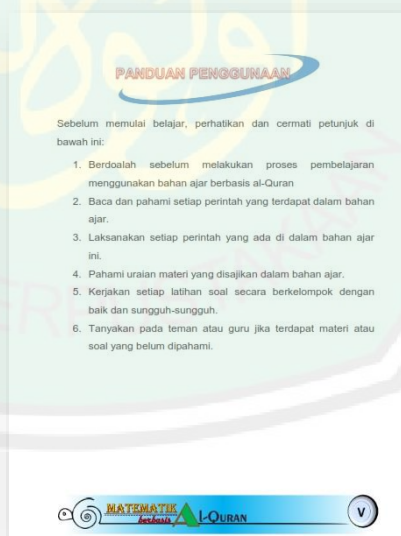 PANDUAN PENGGUNAAN
Sebelum memulai belajar, perhatikan dan cermati petunjuk di
bawah ini:
1. Berdoalah sebelum melakukan proses pembelajaran
menggunakan bahan ajar berbasis al-Quran
2. Baca dan pahami setiap perintah yang terdapat dalam bahan
ajar.
3. Laksanakan setiap perintah yang ada di dalam bahan ajar
ini.
4. Pahami uraian materi yang disajikan dalam bahan ajar.
5. Kerjakan setiap latihan soal secara berkelompok dengan
baik dan sungguh-sungguh.
6. Tanyakan pada teman atau guru jika terdapat materi atau
soal yang belum dipahami.
MATEMATIK
berbasis Al-QURAN
V